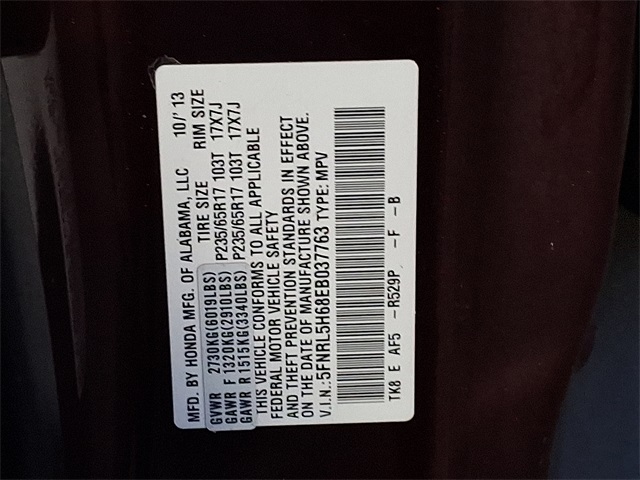 MFD. BY HONDA MFG. OF ALABAMA, LLC 10/'13
TIRE SIZE RIM SIZE
GVWR 2730KG(6019LBS)
GAWR F 1320KG(2910LBS) P235/65R17 103T 17X7J
GAWR R 1515KG(3340LBS) P235/65R17 103T 17X7J
THIS VEHICLE CONFORMS TO ALL APPLICABLE
FEDERAL MOTOR VEHICLE SAFETY
AND THEFT PREVENTION STANDARDS IN EFFECT
ON THE DATE OF MANUFACTURE SHOWN ABOVE.
V.I.N.:5FNRL5H68EB037763 TYPE: MPV
TK8 E AF5 -R529P -F -B